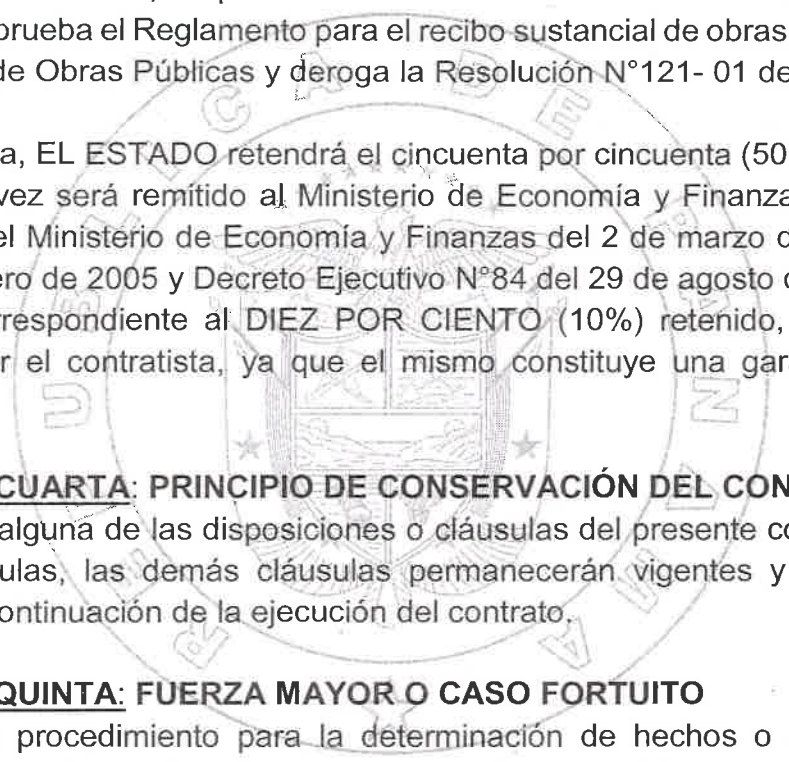 prueba el Reglamento para el recibo sustancial de obras
de Obras Públicas y deroga la Resolución N°121- 01 de
a, EL ESTADO retendrá el cincuenta por cincuenta (50
vez será remitido al Ministerio de Economía y Finanza
el Ministerio de Economía y Finanzas del 2 de marzo
ero de 2005 y Decreto Ejecutivo N°84 del 29 de agosto
rrespondiente al DIEZ POR CIENTO (10%) retenido,
r el contratista, ya que el mismo constituye una gar
CUARTA: PRINCIPIO DE CONSERVACIÓN DEL CON
alguna de las disposiciones o cláusulas del presente co
ulas, las demás cláusulas permanecerán vigentes y
ontinuación de la ejecución del contrato.
QUINTA: FUERZA MAYOR O CASO FORTUITO
procedimiento para la determinación de hechos o
REPUBLICA DE PANAMA